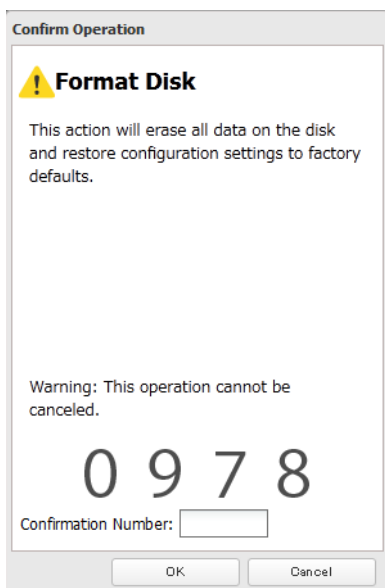 Confirm Operation
Format Disk
This action will erase all data on the disk
and restore configuration settings to factory
defaults.
Warning: This operation cannot be
canceled.
0 9 7 8
Confirmation Number:
OK Cancel